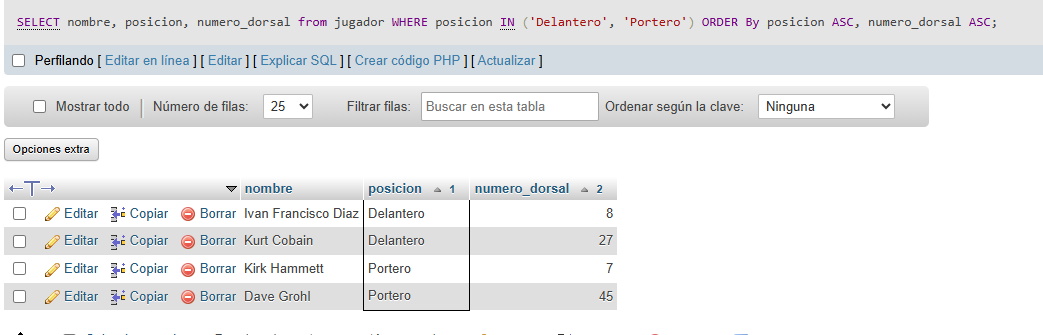 SELECT nombre, posicion, numero_dorsal from jugador WHERE posicion IN ('Delantero', 'Portero') ORDER By posicion ASC, numero_dorsal ASC;
Perfilando [ Editar en línea ] [ Editar ] [ Explicar SQL ] [ Crear código PHP ] [ Actualizar ]
Mostrar todo Número de filas: 25 Filtrar filas: Buscar en esta tabla Ordenar según la clave: Ninguna
Opciones extra
nombre posicion 1 numero_dorsal 2
Editar Copiar Borrar Ivan Francisco Diaz Delantero 8
Editar Copiar Borrar Kurt Cobain Delantero 27
Editar Copiar Borrar Kirk Hammett Portero 7
Editar Copiar Borrar Dave Grohl Portero 45